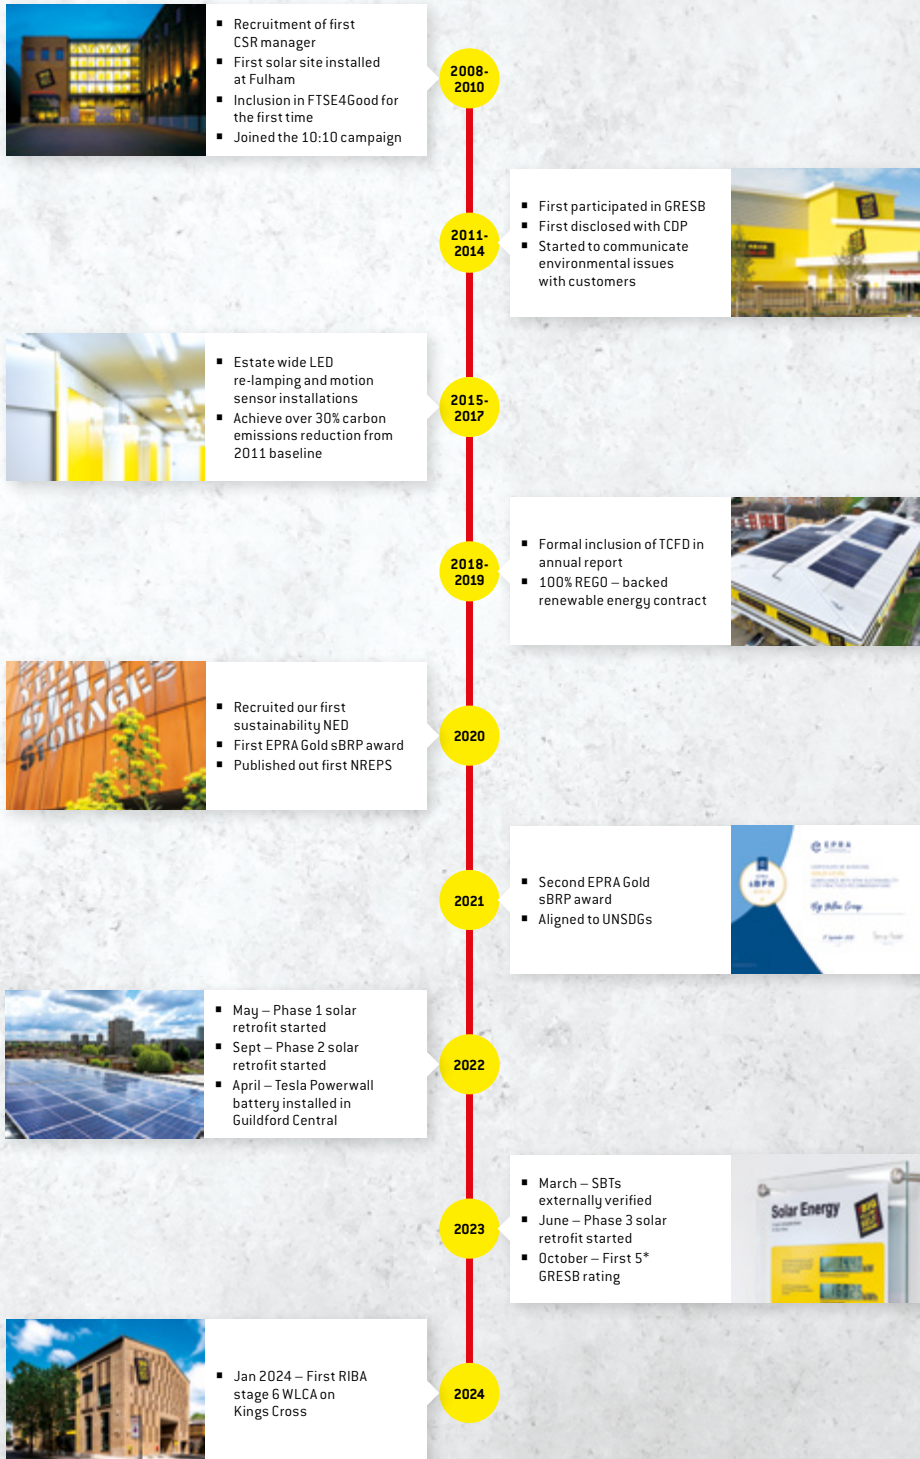 Recruitment of first
CSR manager
First solar site installed
at Fulham
Inclusion in FTSE4Good for
the first time
Joined the 10:10 campaign
2008-
2010
2011-
2014
First participated in GRESB
First disclosed with CDP
Started to communicate
environmental issues
with customers
Estate wide LED
re-lamping and motion
sensor installations
Achieve over 30% carbon
emissions reduction from
2011 baseline
2015-
2017
2018-
2019
Formal inclusion of TCFD in
annual report
100% REGO – backed
renewable energy contract
SELF
STORAGE
Recruited our first
sustainability NED
First EPRA Gold sBRP award
Published out first NREPS
2020
2021
Second EPRA Gold
sBRP award
Aligned to UNSDGs
EPRA
sBPR
May – Phase 1 solar
retrofit started
Sept – Phase 2 solar
retrofit started
April – Tesla Powerwall
battery installed in
Guildford Central
2022
2023
March – SBTs
externally verified
June – Phase 3 solar
retrofit started
October – First 5*
GRESB rating
Solar Energy
Jan 2024 – First RIBA
stage 6 WLCA on
Kings Cross
2024